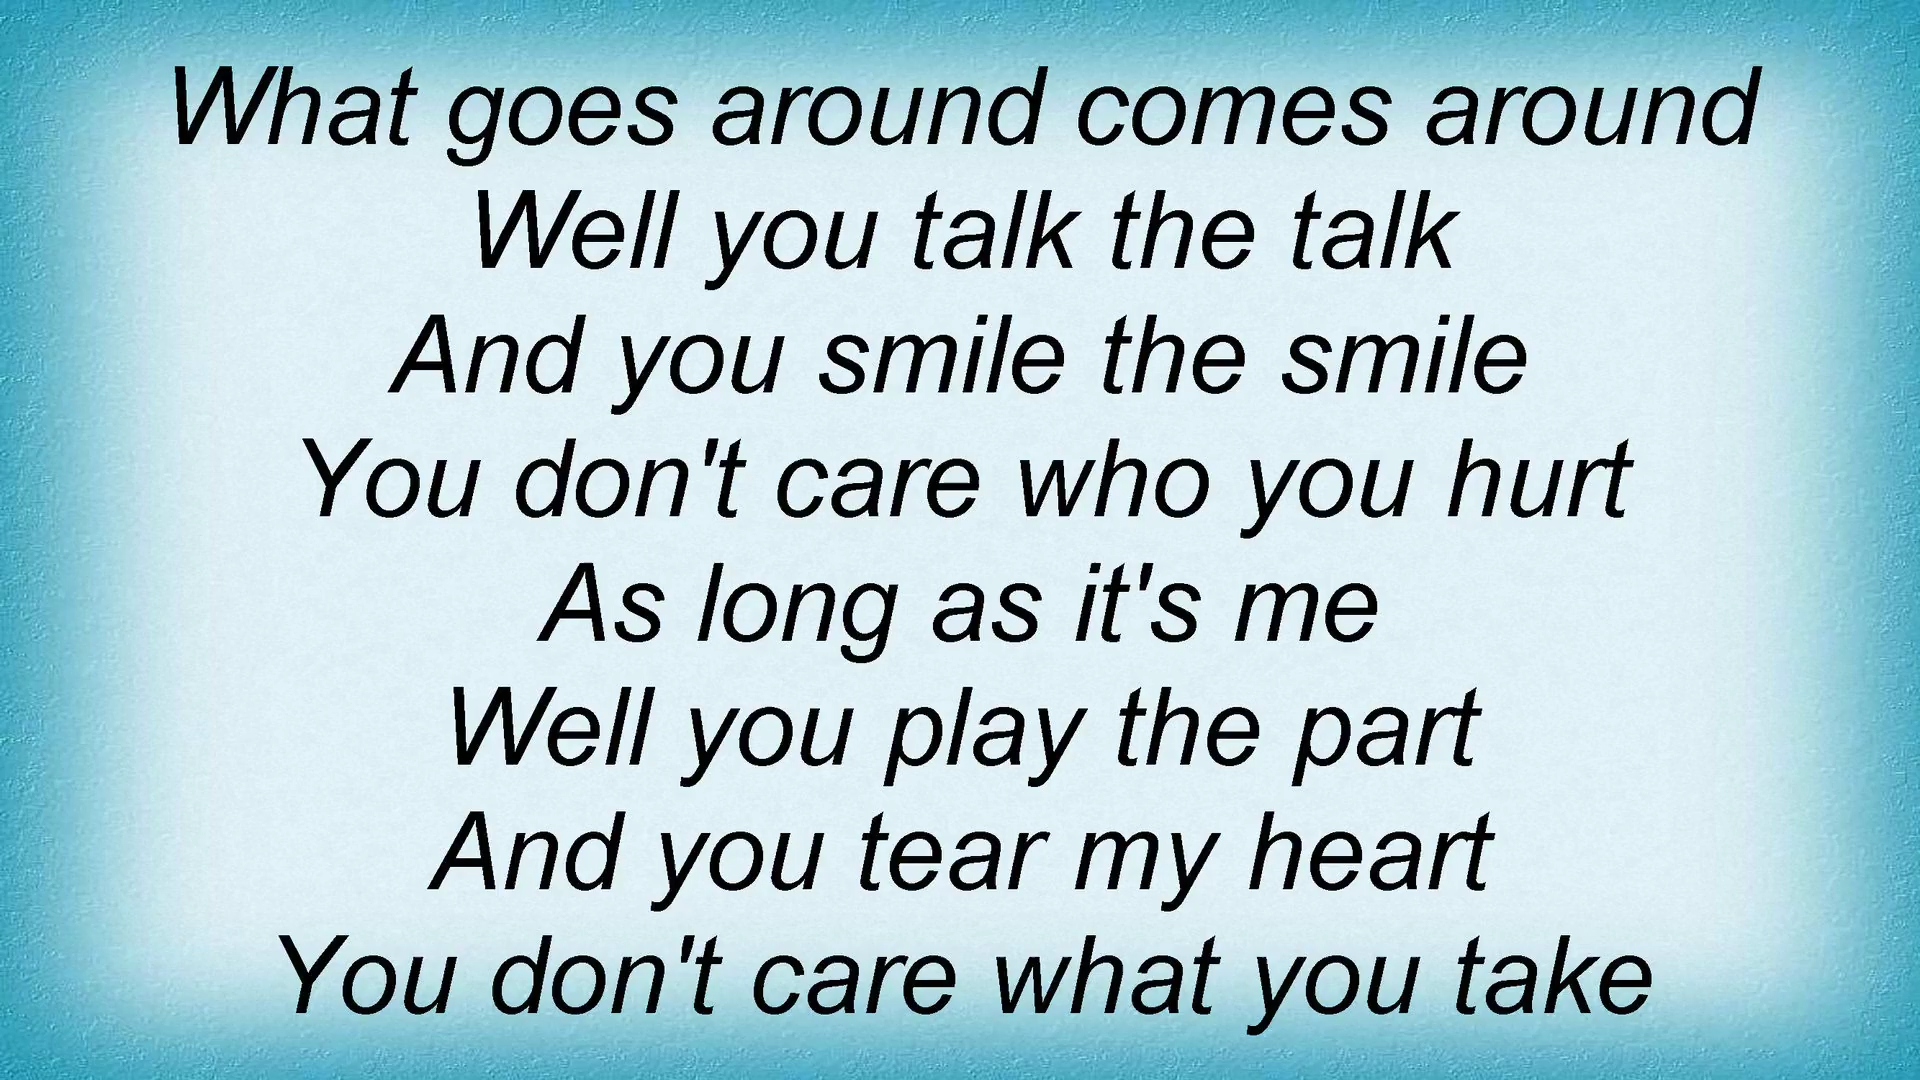 What goes around comes around
Well you talk the talk
And you smile the smile
You don't care who you hurt
As long as it's me
Well you play the part
And you tear my heart
You don't care what you take